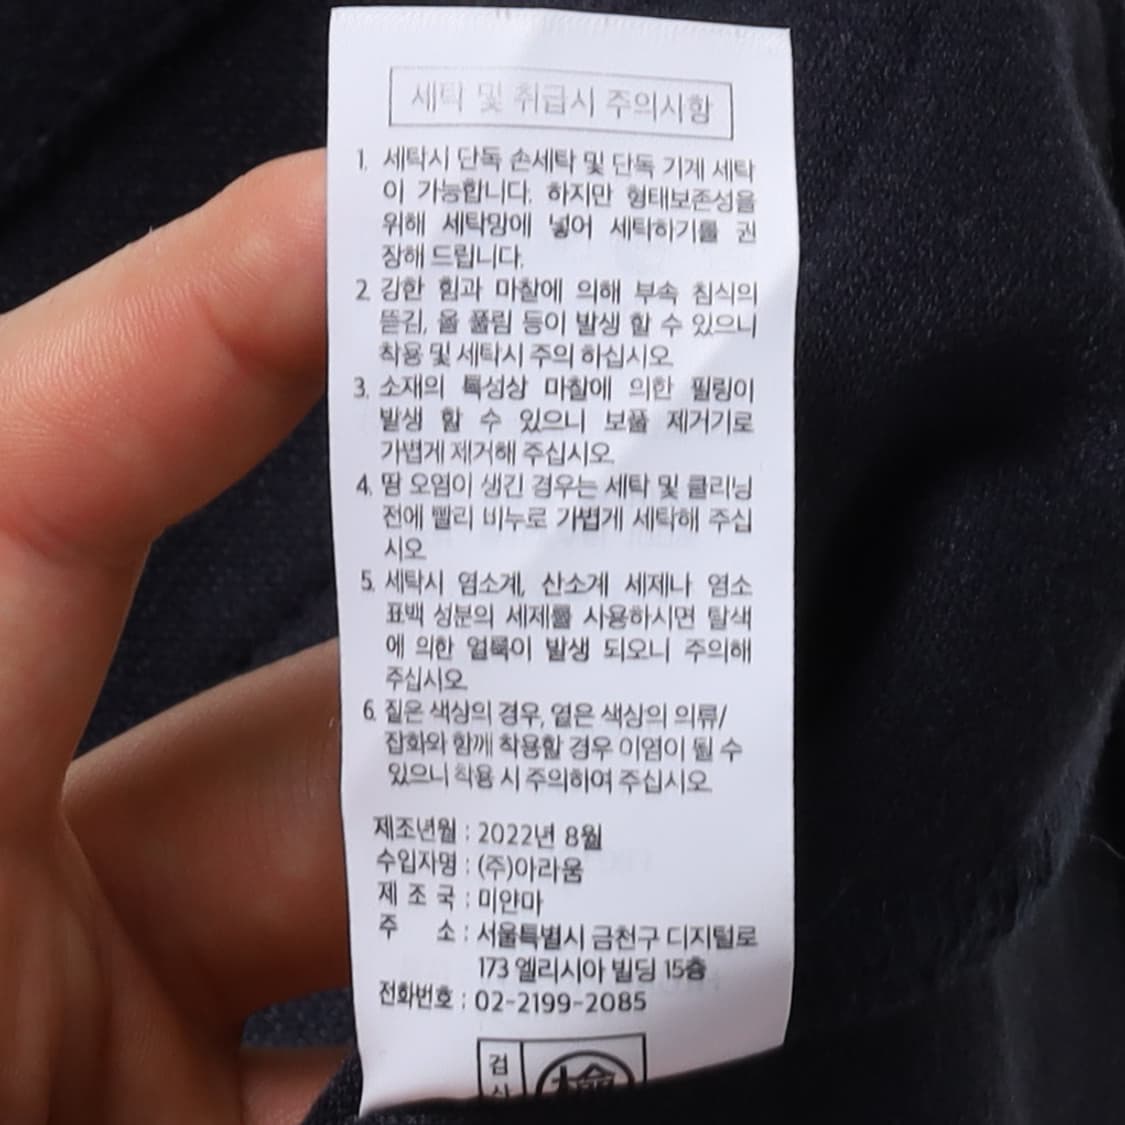 세탁 및 취급시 주의사항
1. 세탁시 단독 손세탁 및 단독 기계 세탁
이 가능합니다. 하지만 형태보존성을
위해 세탁망에 넣어 세탁하기를 권
장해 드립니다.
2. 강한 힘과 마찰에 의해 부속 침식의
뜯김, 올 풀림 등이 발생 할 수 있으니
착용 및 세탁시 주의 하십시오
3. 소재의 특성상 마찰에 의한 필링이
발생 할 수 있으니 보풀 제거기로
가볍게 제거해 주십시오
4. 땀 오염이 생긴 경우는 세탁 및 클리닝
전에 빨리 비누로 가볍게 세탁해 주십
시오
5. 세탁시 염소계, 산소계 세제나 염소
표백 성분의 세제를 사용하시면 탈색
에 의한 얼룩이 발생 되오니 주의해
주십시오
6. 짙은 색상의 경우, 옅은 색상의 의류/
잡화와 함께 착용할 경우 이염이 될 수
있으니 착용 시 주의하여 주십시오
제조년월 : 2022년 8월
수입자명 : (주)아라움
제 조 국 : 미얀마
주 소 : 서울특별시 금천구 디지털로
173 엘리시아 빌딩 15층
전화번호 : 02-2199-2085
검